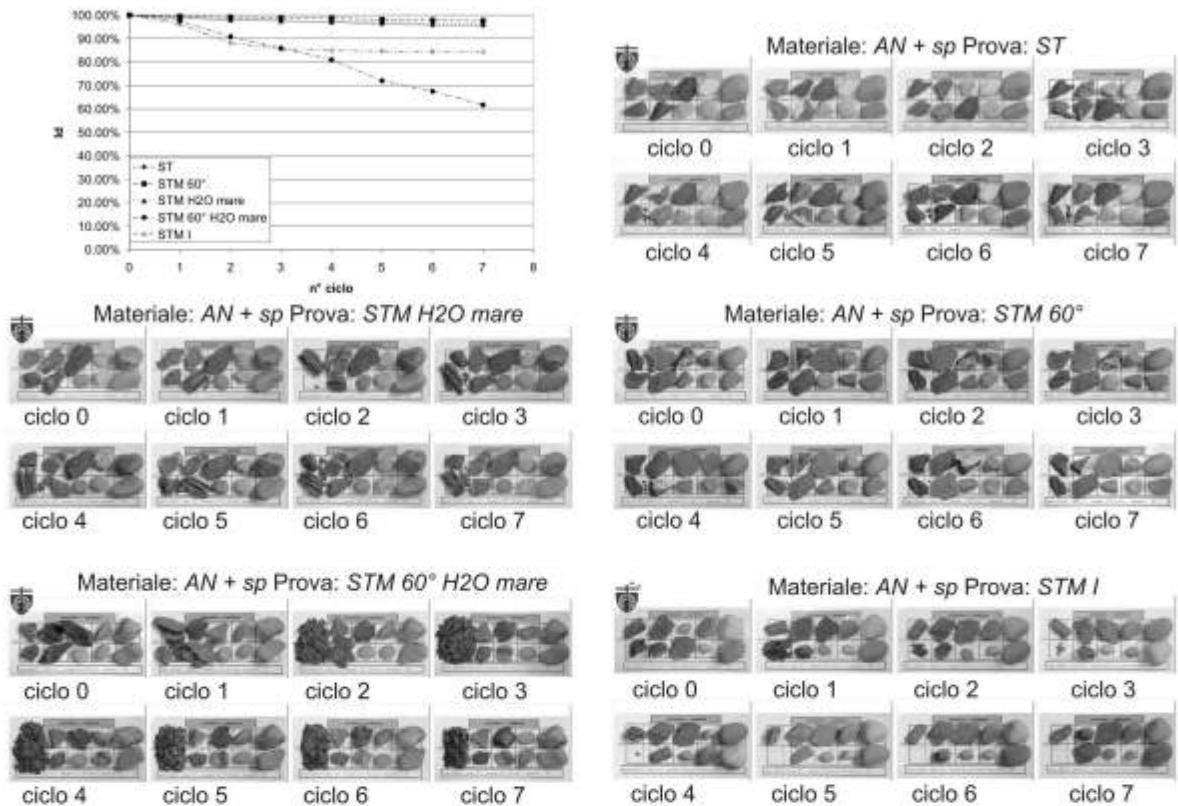 100.00%
90.00%
80.00%
70.00%
60.00%
50.00%
40.00%
30.00%
20.00%
10.00%
0.00%
Id
ST
STM 60°
STM H2O mare
STM 60° H2O mare
STM I
0 1 2 3 4 5 6 7 8
n° ciclo
Materiale: AN + sp Prova: ST
ciclo 0 ciclo 1 ciclo 2 ciclo 3
ciclo 4 ciclo 5 ciclo 6 ciclo 7
Materiale: AN + sp Prova: STM H2O mare
ciclo 0 ciclo 1 ciclo 2 ciclo 3
ciclo 4 ciclo 5 ciclo 6 ciclo 7
Materiale: AN + sp Prova: STM 60°
ciclo 0 ciclo 1 ciclo 2 ciclo 3
ciclo 4 ciclo 5 ciclo 6 ciclo 7
Materiale: AN + sp Prova: STM 60° H2O mare
ciclo 0 ciclo 1 ciclo 2 ciclo 3
ciclo 4 ciclo 5 ciclo 6 ciclo 7
Materiale: AN + sp Prova: STM I
ciclo 0 ciclo 1 ciclo 2 ciclo 3
ciclo 4 ciclo 5 ciclo 6 ciclo 7